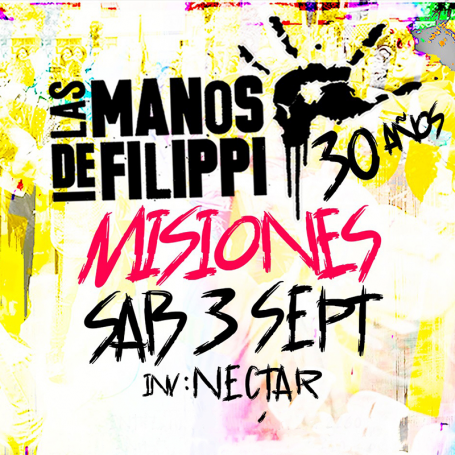 LAS MANOS
DE FILIPPI
30 AÑOS
MISIONES
SAB 3 SEPT
INV: NECTAR